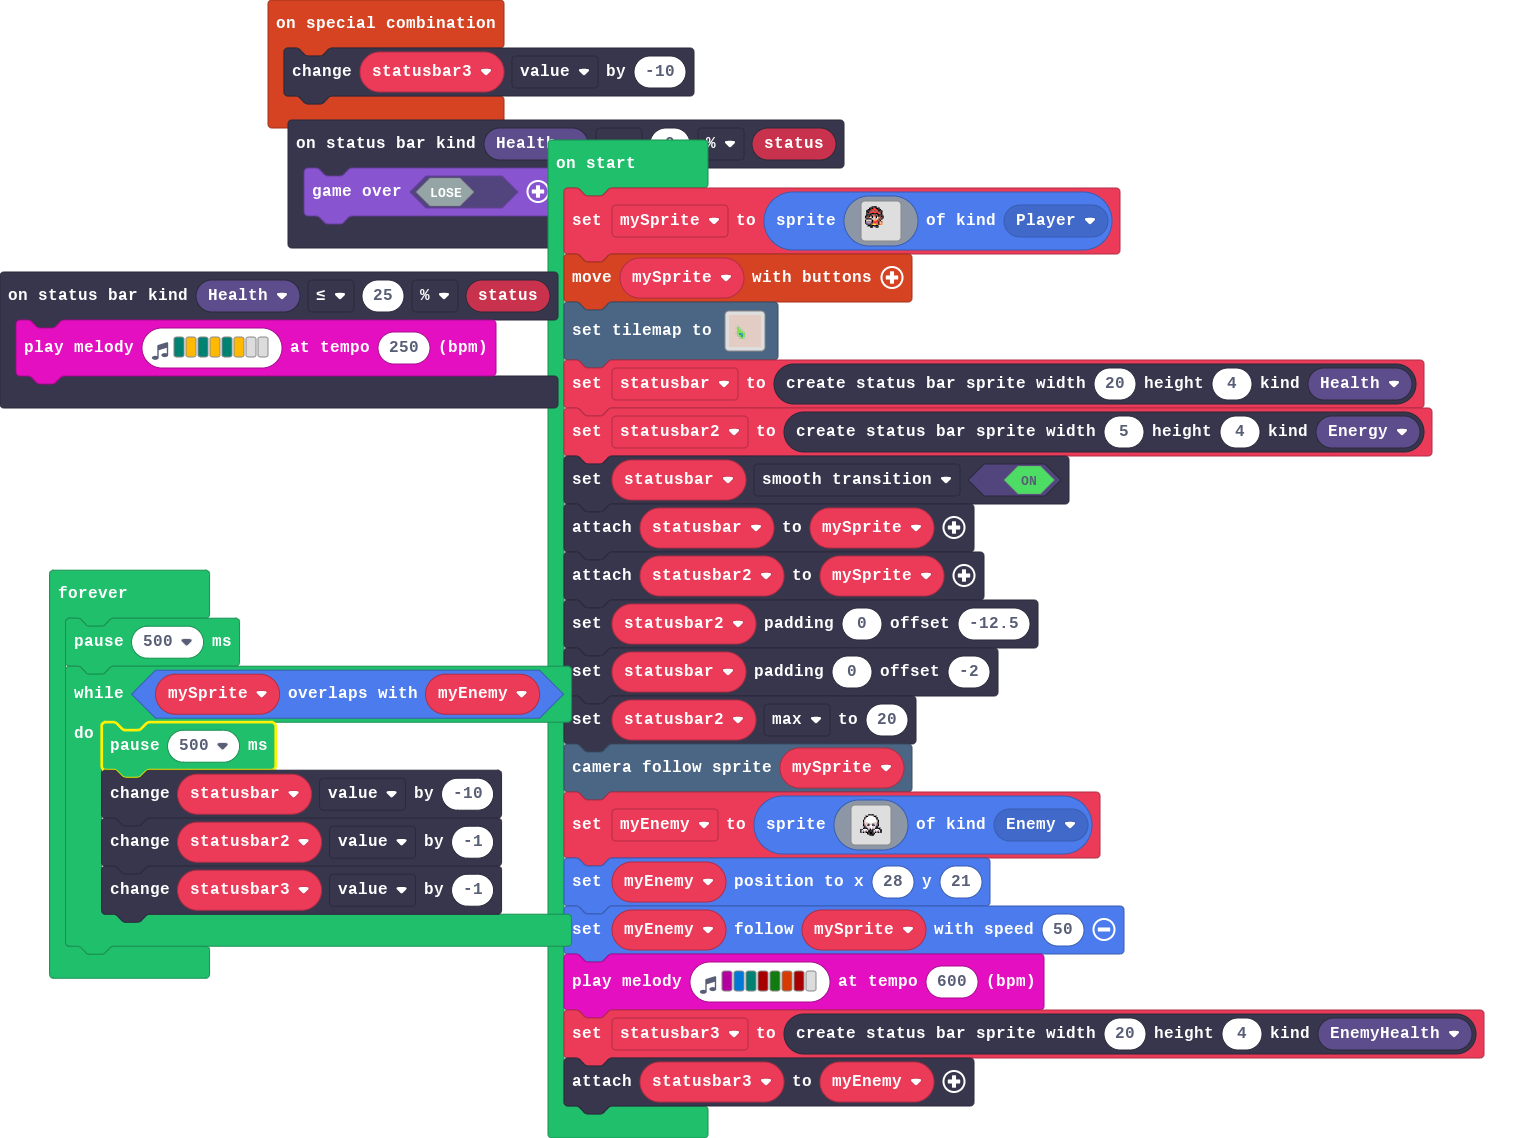 on special combination
change statusbar3 value by -10
on status bar kind Health % status
game over LOSE
on status bar kind Health ≤ 25 % status
play melody at tempo 250 (bpm)
forever
pause 500 ms
while mySprite overlaps with myEnemy
do
pause 500 ms
change statusbar value by -10
change statusbar2 value by -1
change statusbar3 value by -1
on start
set mySprite to sprite of kind Player
move mySprite with buttons
set tilemap to
set statusbar to create status bar sprite width 20 height 4 kind Health
set statusbar2 to create status bar sprite width 5 height 4 kind Energy
set statusbar smooth transition ON
attach statusbar to mySprite
attach statusbar2 to mySprite
set statusbar2 padding 0 offset -12.5
set statusbar padding 0 offset -2
set statusbar2 max to 20
camera follow sprite mySprite
set myEnemy to sprite of kind Enemy
set myEnemy position to x 28 y 21
set myEnemy follow mySprite with speed 50
play melody at tempo 600 (bpm)
set statusbar3 to create status bar sprite width 20 height 4 kind EnemyHealth
attach statusbar3 to myEnemy